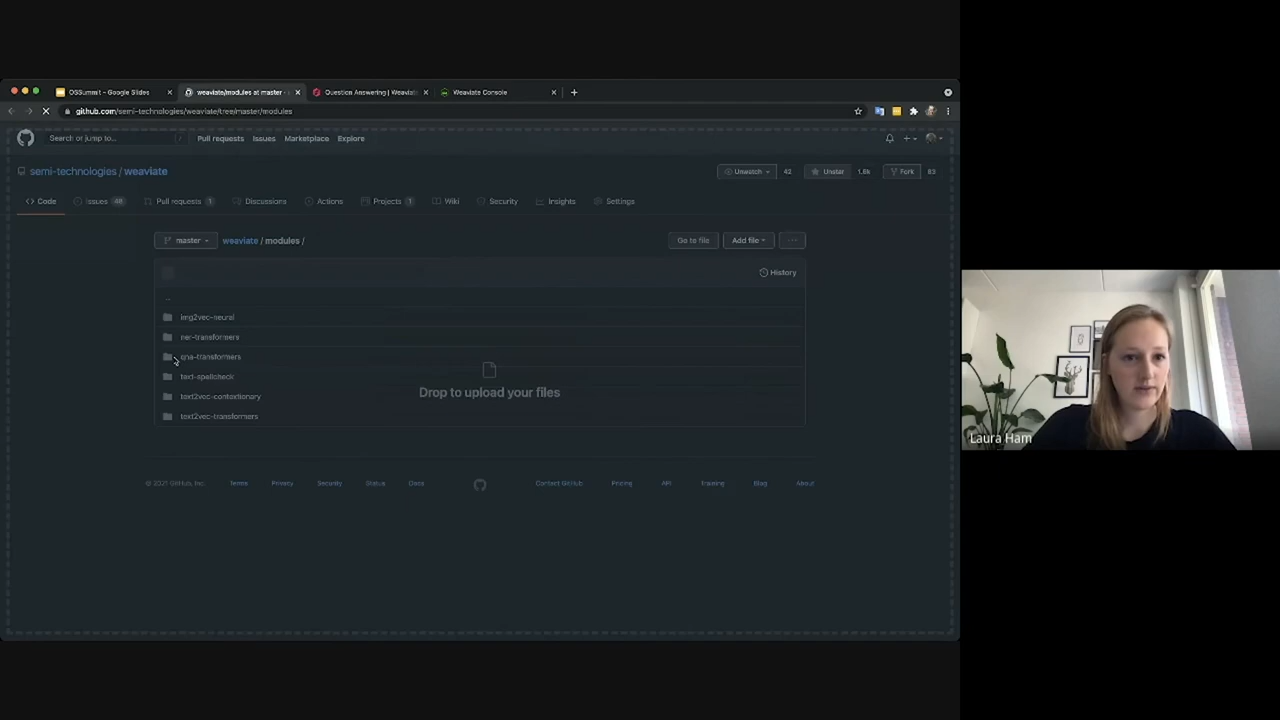 OSSummit - Google Slides
weaviate/modules at master ·
Question Answering | Weaviate
Weaviate Console
github.com/semi-technologies/weaviate/tree/master/modules
Search or jump to...
/
Pull requests
Issues
Marketplace
Explore
semi-technologies / weaviate
Unwatch
42
Unstar
1.6k
Fork
83
Code
Issues 48
Pull requests 1
Discussions
Actions
Projects 1
Wiki
Security
Insights
Settings
master
weaviate / modules /
Go to file
Add file
...
History
..
img2vec-neural
ner-transformers
qna-transformers
text-spellcheck
text2vec-contextionary
text2vec-transformers
Drop to upload your files
© 2021 GitHub, Inc.
Terms
Privacy
Security
Status
Docs
Contact GitHub
Pricing
API
Training
Blog
About
Laura Ham